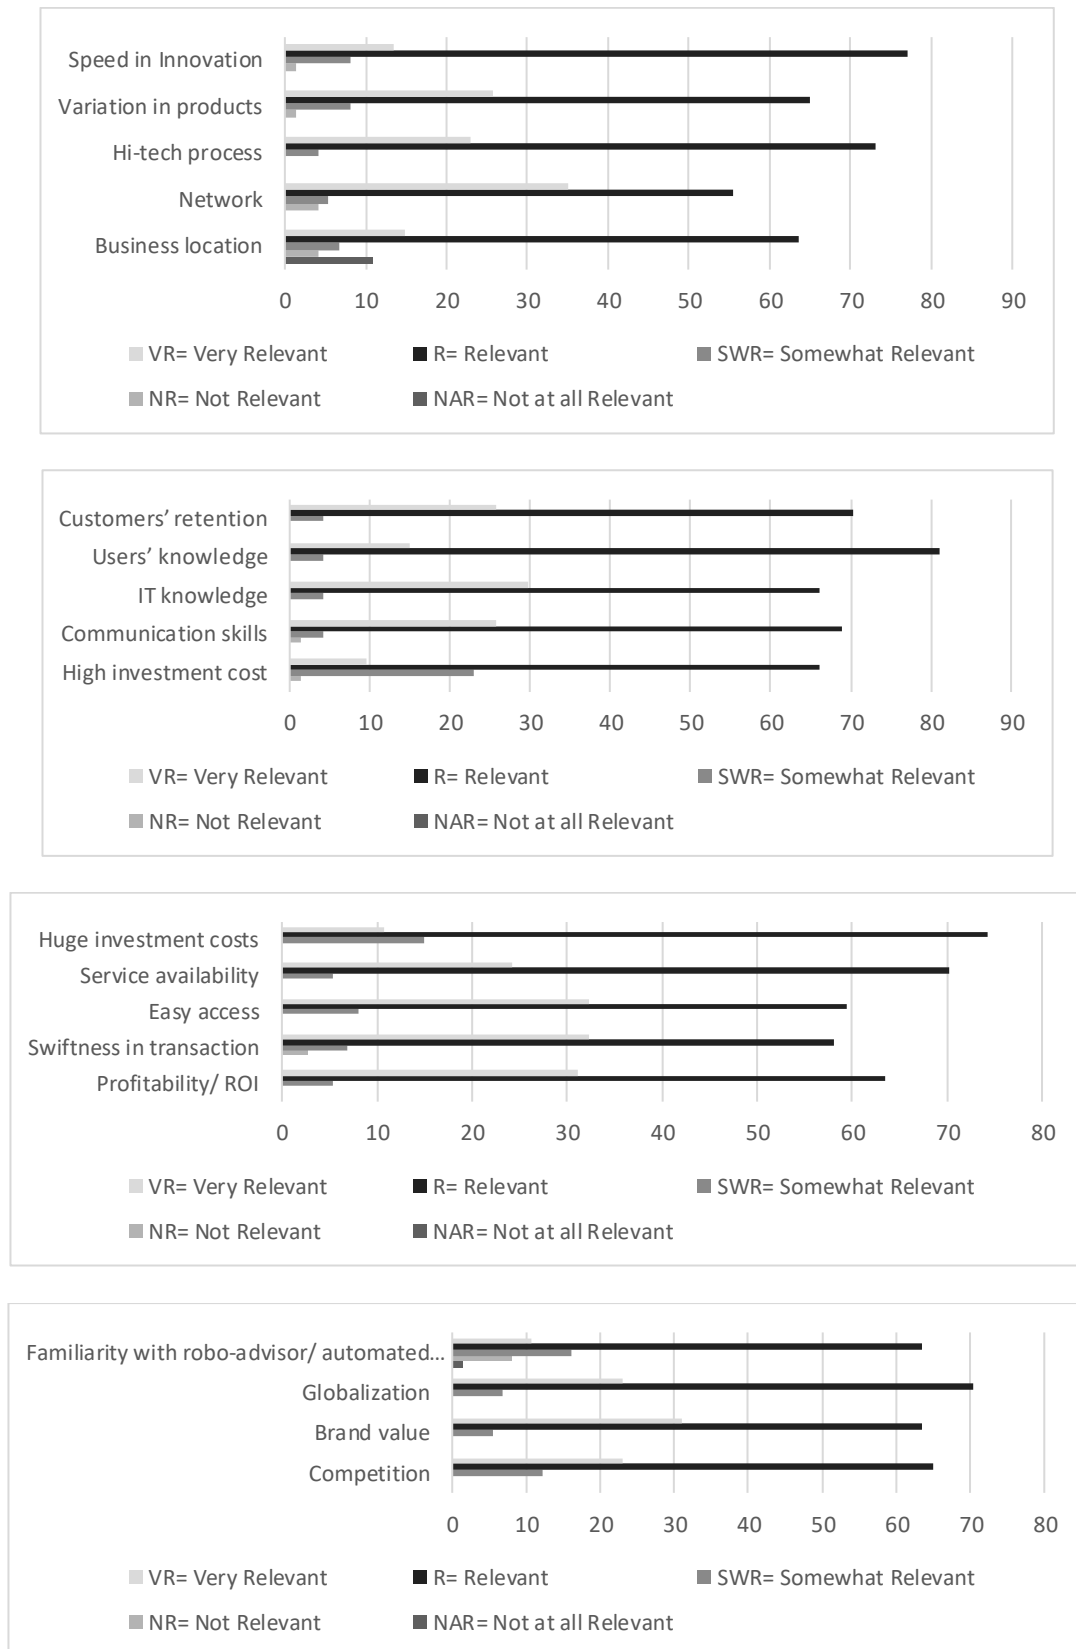 Speed in Innovation
Variation in products
Hi-tech process
Network
Business location
0 10 20 30 40 50 60 70 80 90
VR= Very Relevant R= Relevant SWR= Somewhat Relevant
NR= Not Relevant NAR= Not at all Relevant
Customers’ retention
Users’ knowledge
IT knowledge
Communication skills
High investment cost
0 10 20 30 40 50 60 70 80 90
VR= Very Relevant R= Relevant SWR= Somewhat Relevant
NR= Not Relevant NAR= Not at all Relevant
Huge investment costs
Service availability
Easy access
Swiftness in transaction
Profitability/ ROI
0 10 20 30 40 50 60 70 80
VR= Very Relevant R= Relevant SWR= Somewhat Relevant
NR= Not Relevant NAR= Not at all Relevant
Familiarity with robo-advisor/ automated...
Globalization
Brand value
Competition
0 10 20 30 40 50 60 70 80
VR= Very Relevant R= Relevant SWR= Somewhat Relevant
NR= Not Relevant NAR= Not at all Relevant